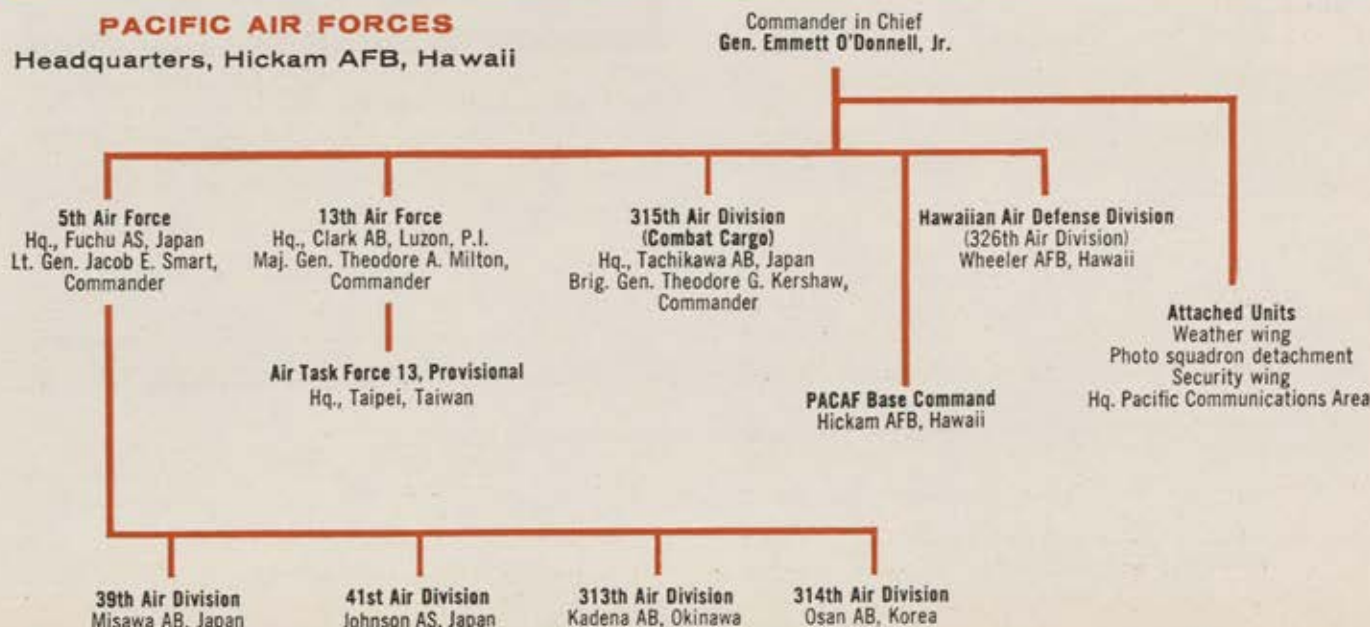 PACIFIC AIR FORCES
Headquarters, Hickam AFB, Hawaii
Commander in Chief
Gen. Emmett O'Donnell, Jr.
5th Air Force
Hq., Fuchu AS, Japan
Lt. Gen. Jacob E. Smart,
Commander
13th Air Force
Hq., Clark AB, Luzon, P.I.
Maj. Gen. Theodore A. Milton,
Commander
Air Task Force 13, Provisional
Hq., Taipei, Taiwan
315th Air Division
(Combat Cargo)
Hq., Tachikawa AB, Japan
Brig. Gen. Theodore G. Kershaw,
Commander
PACAF Base Command
Hickam AFB, Hawaii
Hawaiian Air Defense Division
(326th Air Division)
Wheeler AFB, Hawaii
Attached Units
Weather wing
Photo squadron detachment
Security wing
Hq. Pacific Communications Area
39th Air Division
Misawa AB, Japan
41st Air Division
Johnson AS, Japan
313th Air Division
Kadena AB, Okinawa
314th Air Division
Osan AB, Korea